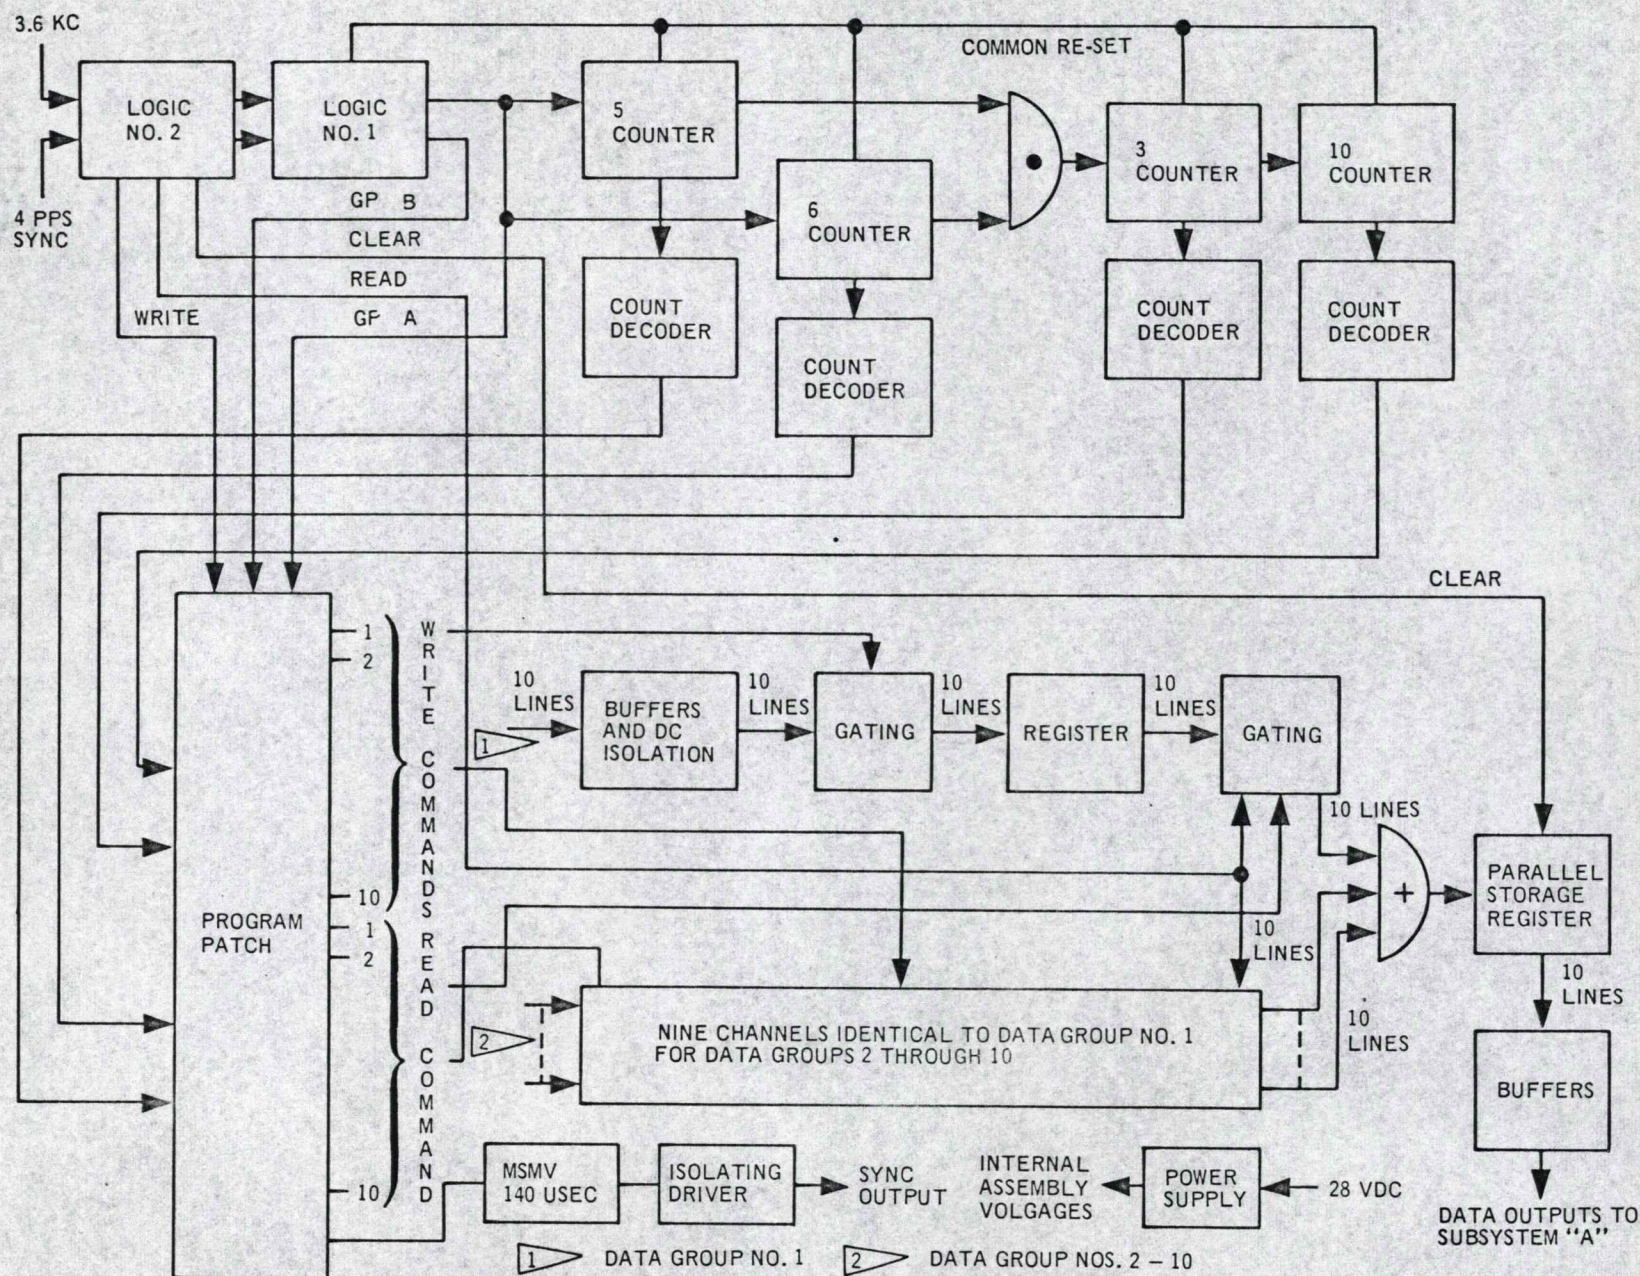 3.6 KC
COMMON RE-SET
LOGIC
NO. 2
LOGIC
NO. 1
5
COUNTER
3
COUNTER
10
COUNTER
4 PPS
SYNC
GP B
6
COUNTER
CLEAR
READ
WRITE
GP A
COUNT
DECODER
COUNT
DECODER
COUNT
DECODER
COUNT
DECODER
CLEAR
PROGRAM
PATCH
1
2
10
WRITE COMMANDS
1
2
10
READ COMMAND
10
LINES
1
BUFFERS
AND DC
ISOLATION
10
LINES
GATING
10
LINES
REGISTER
10
LINES
GATING
10 LINES
+
PARALLEL
STORAGE
REGISTER
10
LINES
2
NINE CHANNELS IDENTICAL TO DATA GROUP NO. 1
FOR DATA GROUPS 2 THROUGH 10
10
LINES
10
LINES
BUFFERS
MSMV
140 USEC
ISOLATING
DRIVER
SYNC
OUTPUT
INTERNAL
ASSEMBLY
VOLGAGES
POWER
SUPPLY
28 VDC
DATA OUTPUTS TO
SUBSYSTEM "A"
1 DATA GROUP NO. 1
2 DATA GROUP NOS. 2 – 10